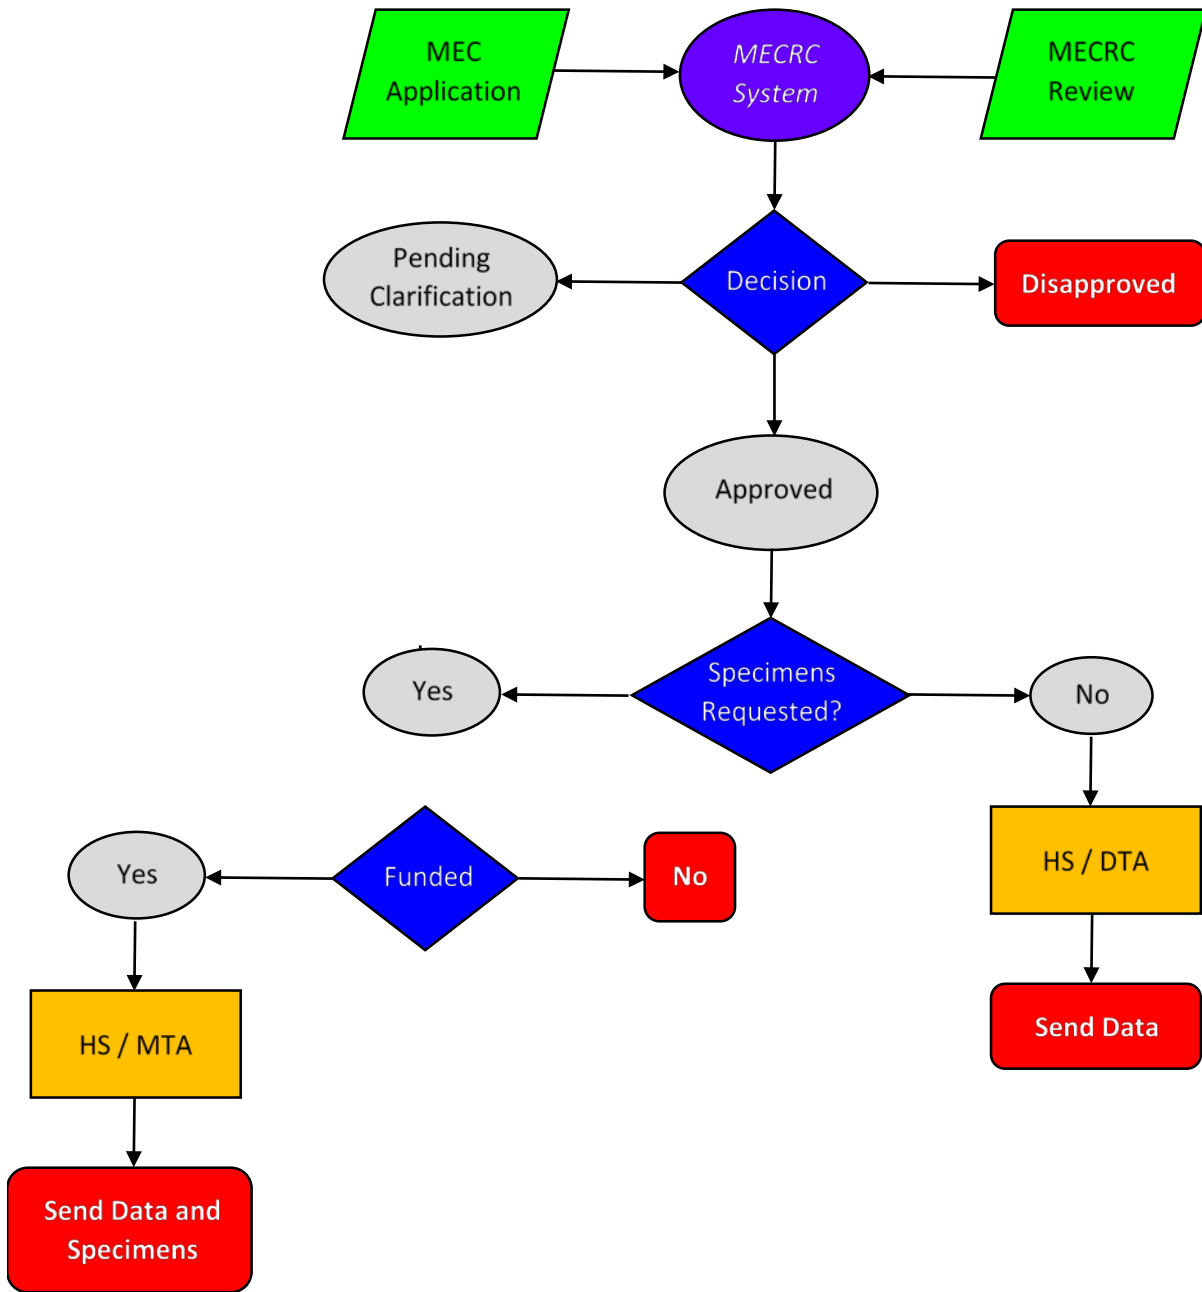 MEC
Application
MECRC
System
MECRC
Review
Pending
Clarification
Decision
Disapproved
Approved
Yes
Specimens
Requested?
No
Yes
Funded
No
HS / DTA
HS / MTA
Send Data
Send Data and
Specimens